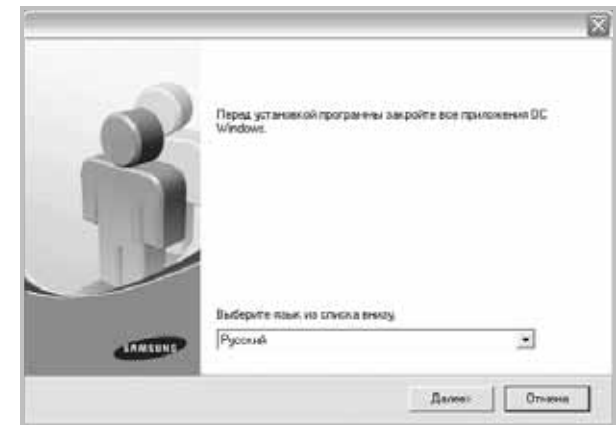 Перед установкой программы закройте все приложения ОС
Windows.
Выберите язык из списка внизу.
Русский
SAMSUNG
Далее>
Отмена